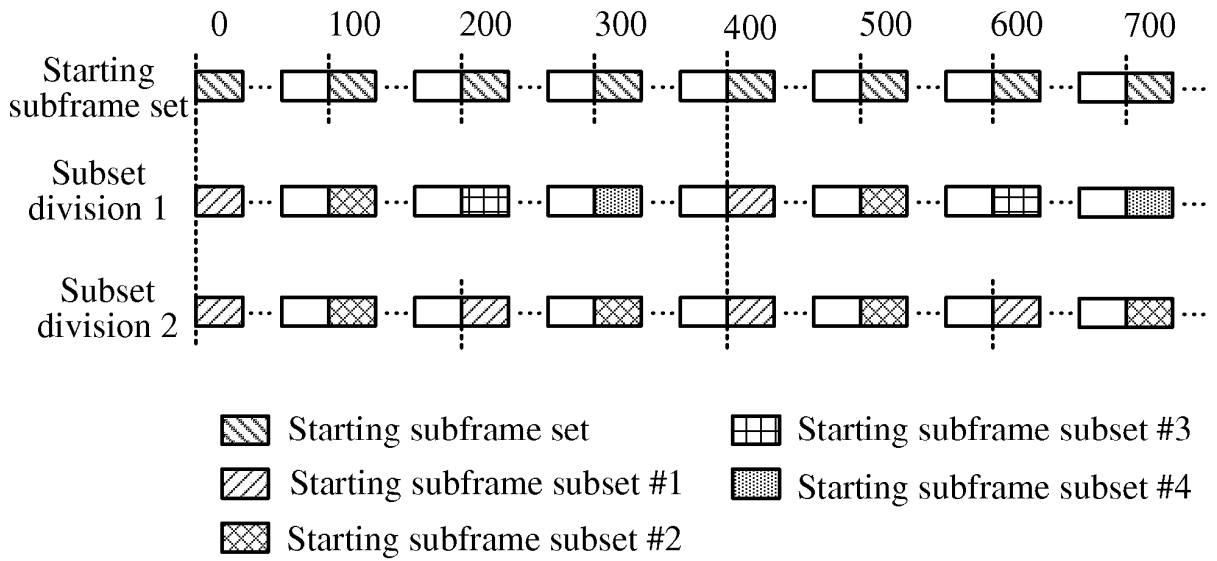 0 100 200 300 400 500 600 700
Starting
subframe set
Subset
division 1
Subset
division 2
Starting subframe set
Starting subframe subset #1
Starting subframe subset #2
Starting subframe subset #3
Starting subframe subset #4